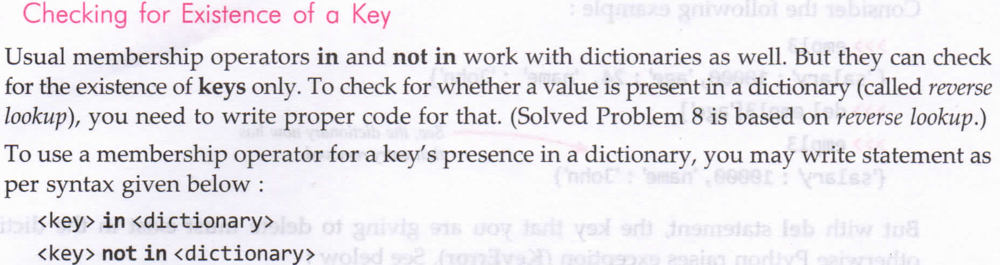 Checking for Existence of a Key
Usual membership operators in and not in work with dictionaries as well. But they can check
for the existence of keys only. To check for whether a value is present in a dictionary (called reverse
lookup), you need to write proper code for that. (Solved Problem 8 is based on reverse lookup.)
To use a membership operator for a key's presence in a dictionary, you may write statement as
per syntax given below :
<key> in <dictionary>
<key> not in <dictionary>